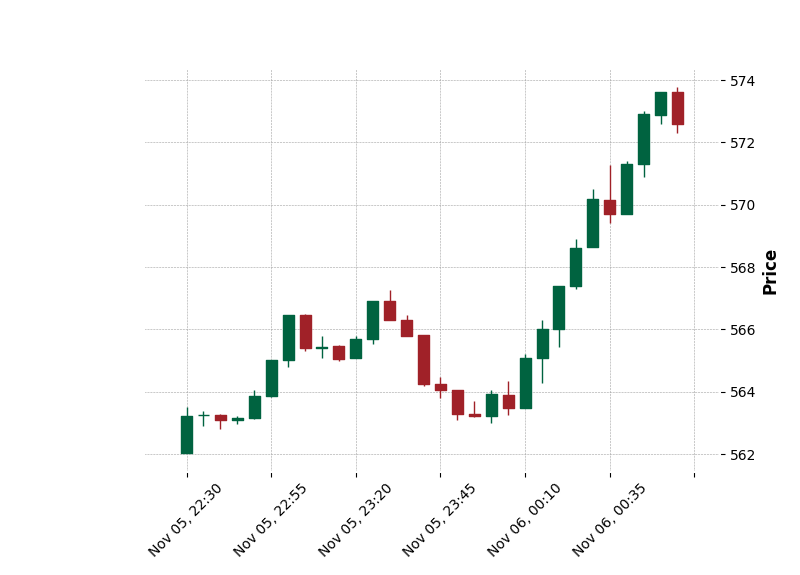 574
572
570
568
566
564
562
Price
Nov 05, 22:30
Nov 05, 22:55
Nov 05, 23:20
Nov 05, 23:45
Nov 06, 00:10
Nov 06, 00:35